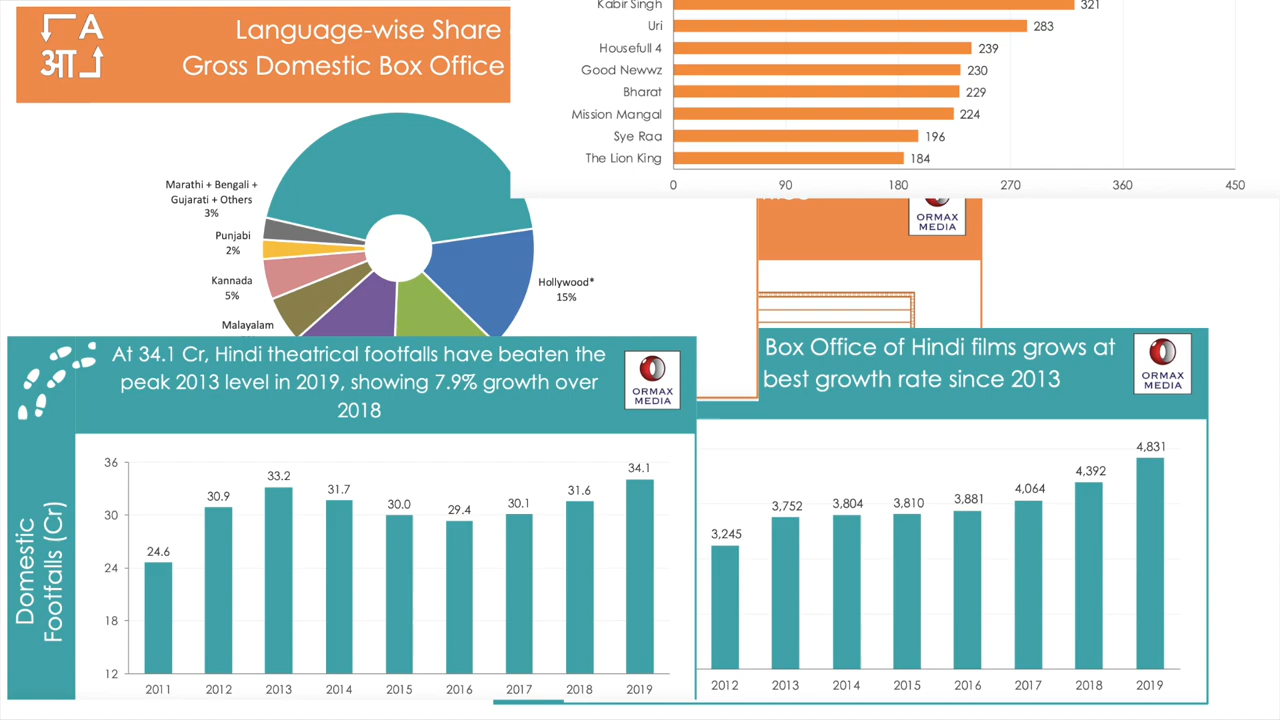 A
आ
Language-wise Share
Gross Domestic Box Office
Marathi + Bengali +
Gujarati + Others
3%
Punjabi
2%
Kannada
5%
Malayalam
Hollywood*
15%
Kabir Singh
321
Uri
283
Housefull 4
239
Good Newwz
230
Bharat
229
Mission Mangal
224
Sye Raa
196
The Lion King
184
0 90 180 270 360 450
ORMAX
MEDIA
At 34.1 Cr, Hindi theatrical footfalls have beaten the
peak 2013 level in 2019, showing 7.9% growth over
2018
ORMAX
MEDIA
Domestic
Footfalls (Cr)
36
30
24
18
12
24.6
30.9
33.2
31.7
30.0
29.4
30.1
31.6
34.1
2011 2012 2013 2014 2015 2016 2017 2018 2019
Box Office of Hindi films grows at
best growth rate since 2013
ORMAX
MEDIA
3,245
3,752
3,804
3,810
3,881
4,064
4,392
4,831
2012 2013 2014 2015 2016 2017 2018 2019